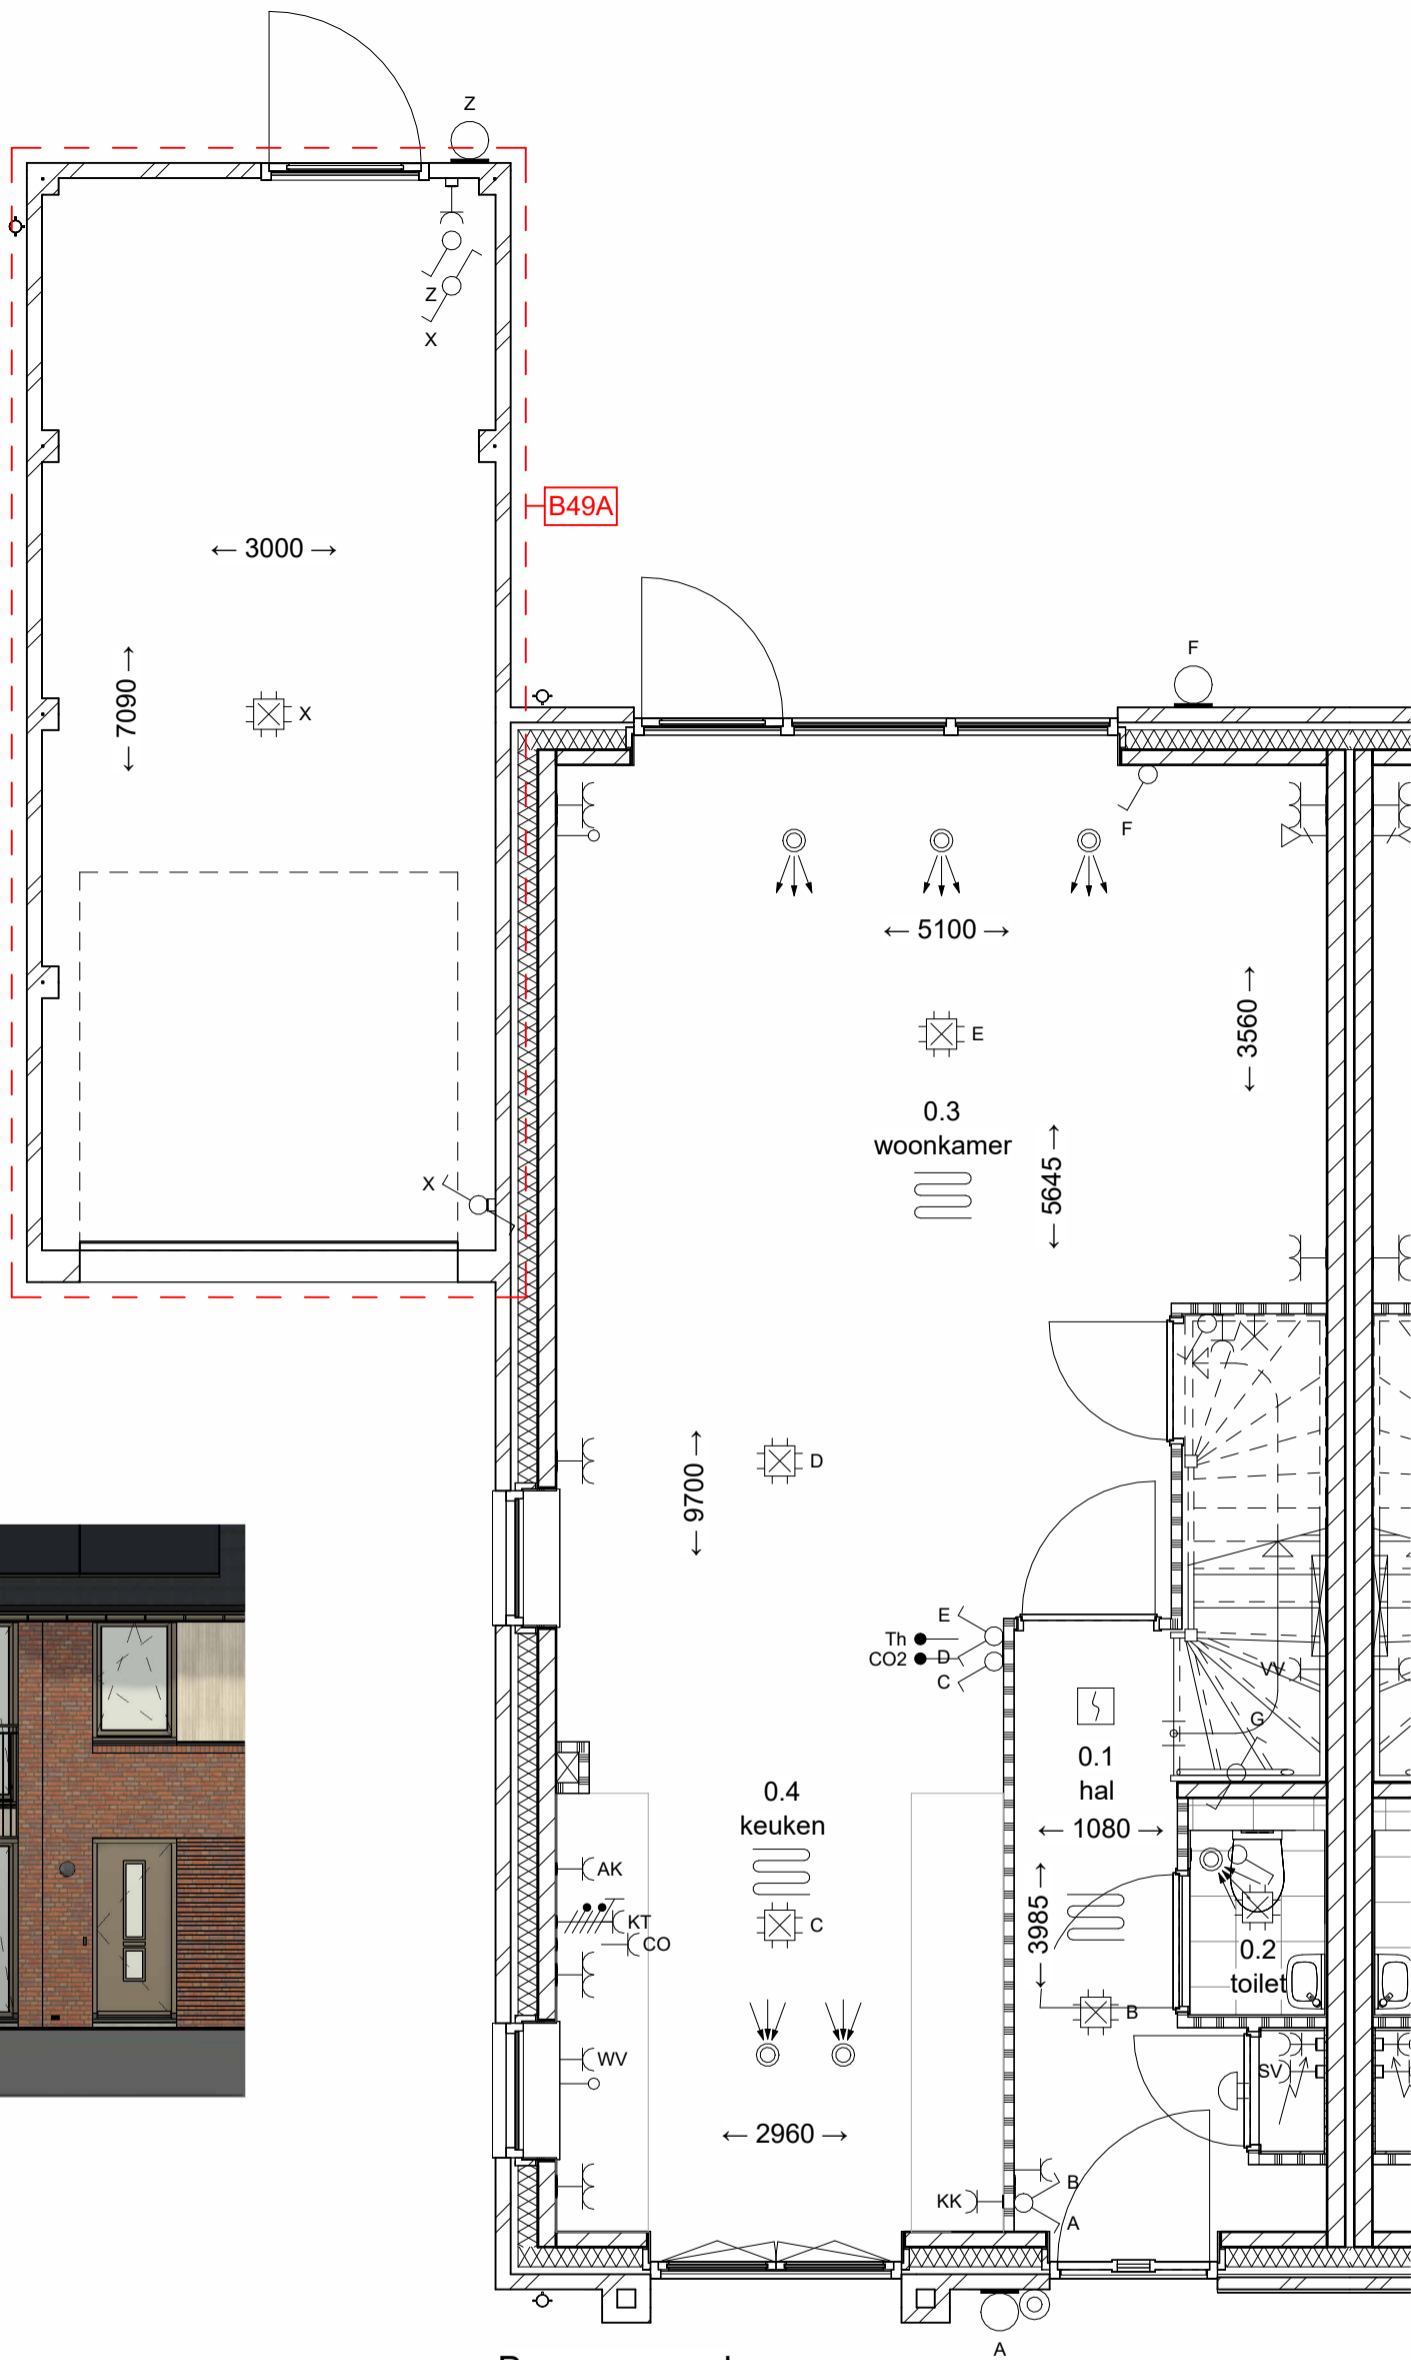 Z
Z
X
B49A
← 3000 →
← 7090 →
X
F
F
← 5100 →
← 3560 →
E
0.3
woonkamer
← 5645 →
X
← 9700 →
D
E
Th
CO2
D
C
VV
G
0.1
hal
← 1080 →
0.4
keuken
AK
KT
CO
C
← 3985 →
0.2
toilet
B
WV
SV
← 2960 →
B
KK
A
A